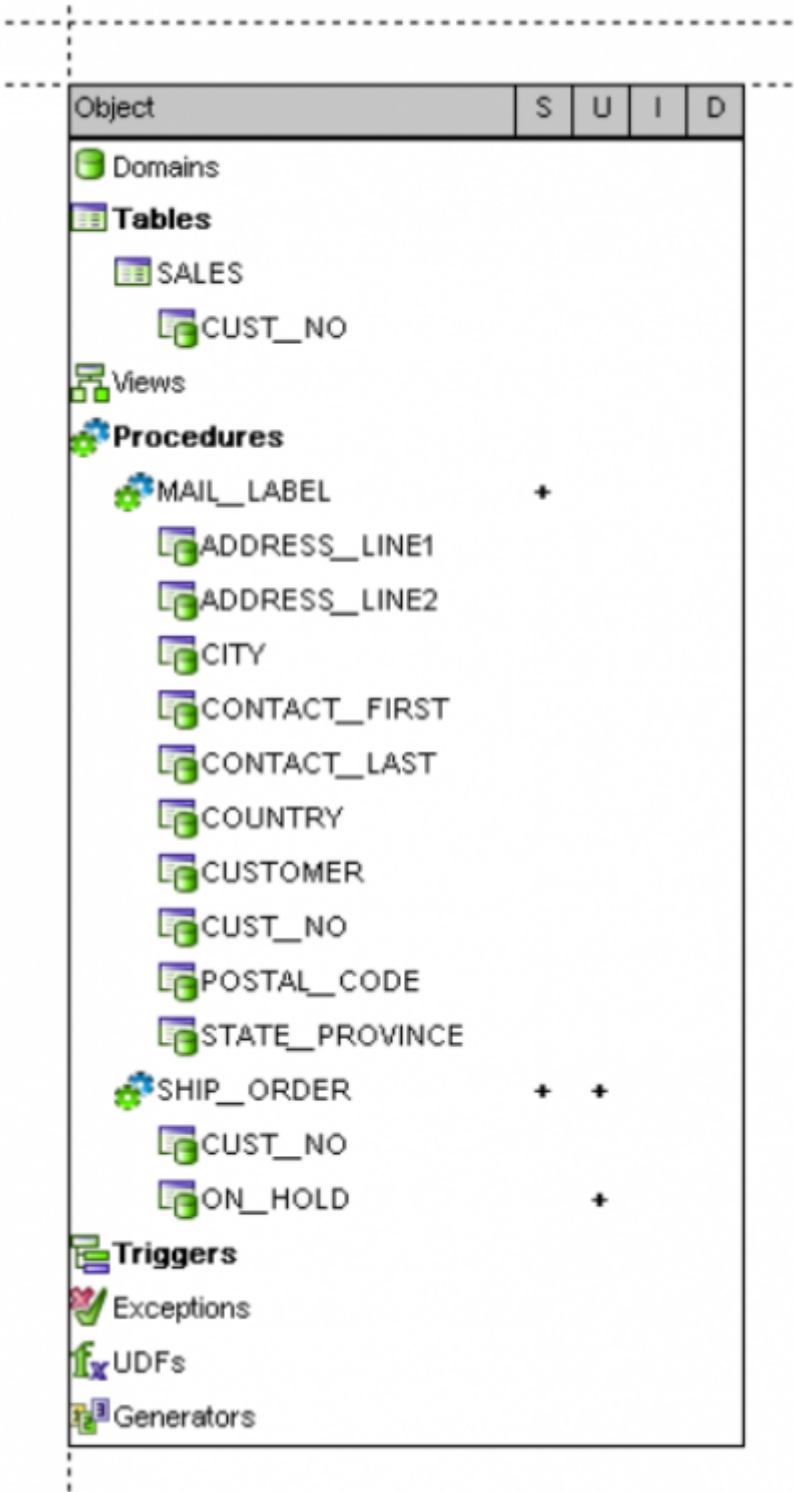 Object S U I D
Domains
Tables
SALES
CUST__NO
Views
Procedures
MAIL__LABEL +
ADDRESS__LINE1
ADDRESS__LINE2
CITY
CONTACT__FIRST
CONTACT__LAST
COUNTRY
CUSTOMER
CUST__NO
POSTAL__CODE
STATE__PROVINCE
SHIP__ORDER + +
CUST__NO
ON__HOLD +
Triggers
Exceptions
UDFs
Generators